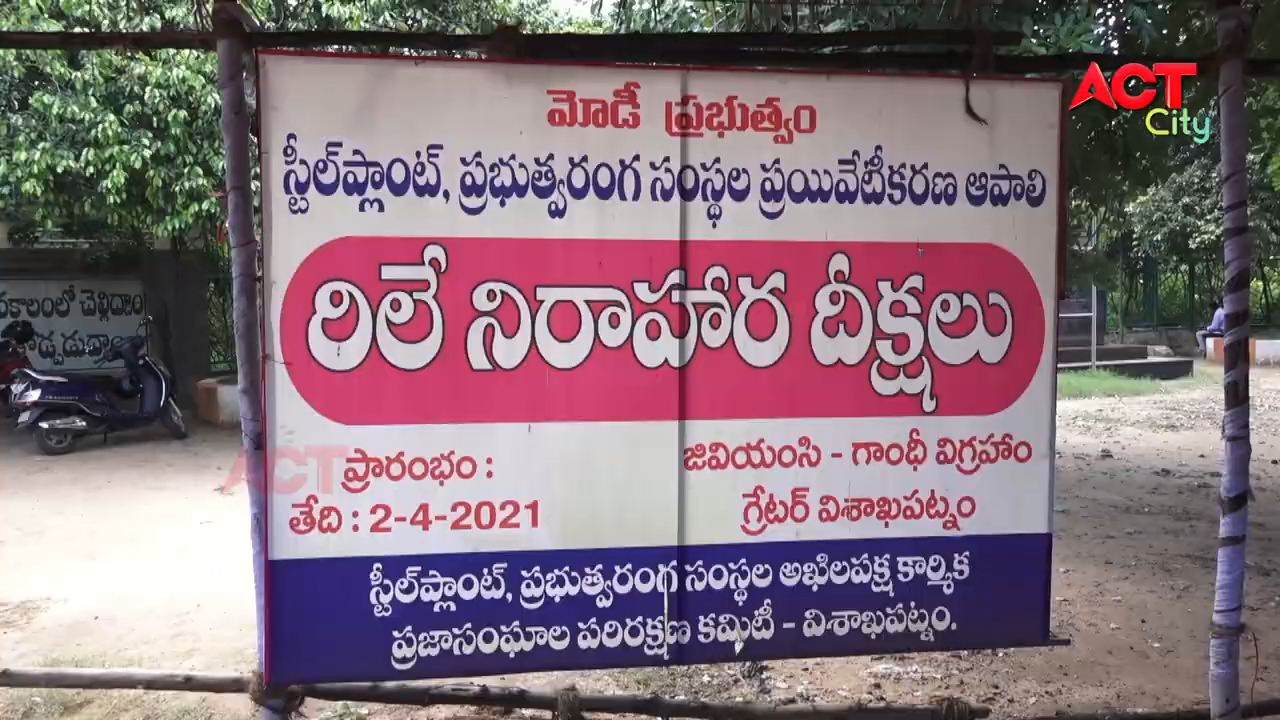 ACT
City
మోడీ ప్రభుత్వం
స్టీల్‌ప్లాంట్, ప్రభుత్వరంగ సంస్థల ప్రయివేటీకరణ ఆపాలి
రిలే నిరాహార దీక్షలు
ప్రారంభం :
తేది : 2-4-2021
జివియంసి - గాంధీ విగ్రహం
గ్రేటర్ విశాఖపట్నం
స్టీల్‌ప్లాంట్, ప్రభుత్వరంగ సంస్థల అఖిలపక్ష కార్మిక
ప్రజాసంఘాల పరిరక్షణ కమిటీ - విశాఖపట్నం.
ACT
చెల్లిద్దాం